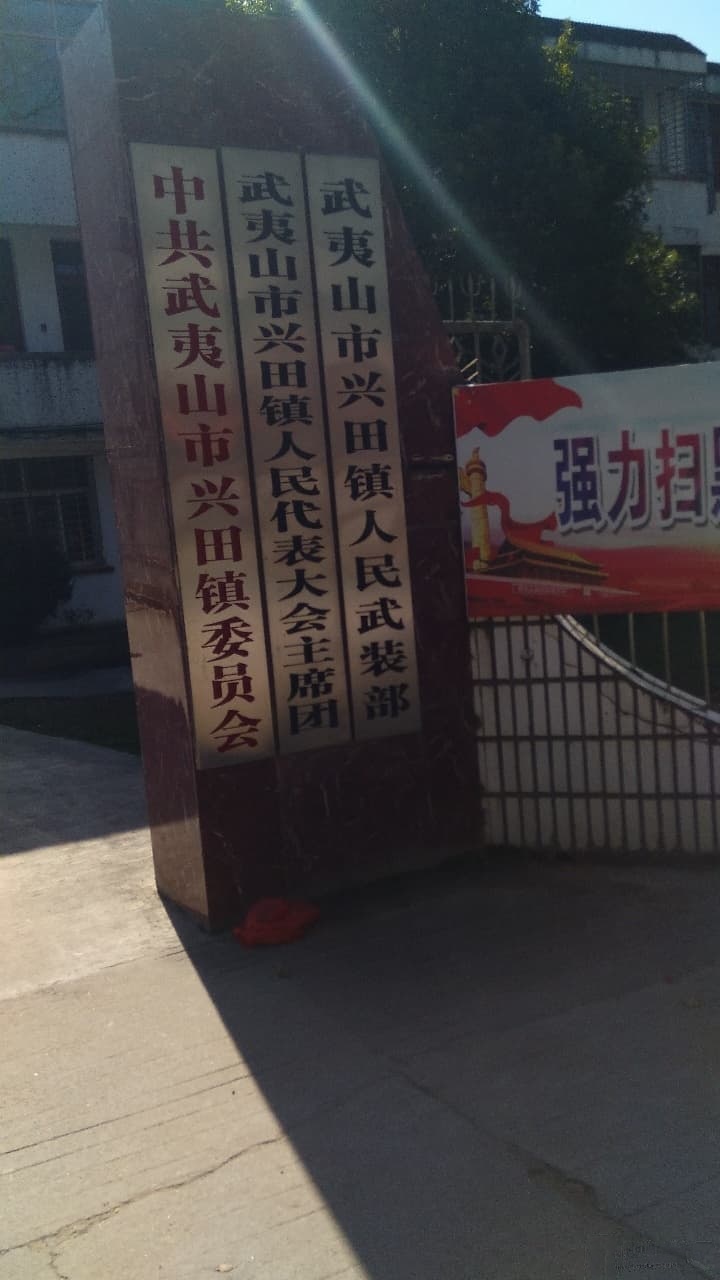 中共武夷山市兴田镇委员会
武夷山市兴田镇人民代表大会主席团
武夷山市兴田镇人民武装部
强力扫黑